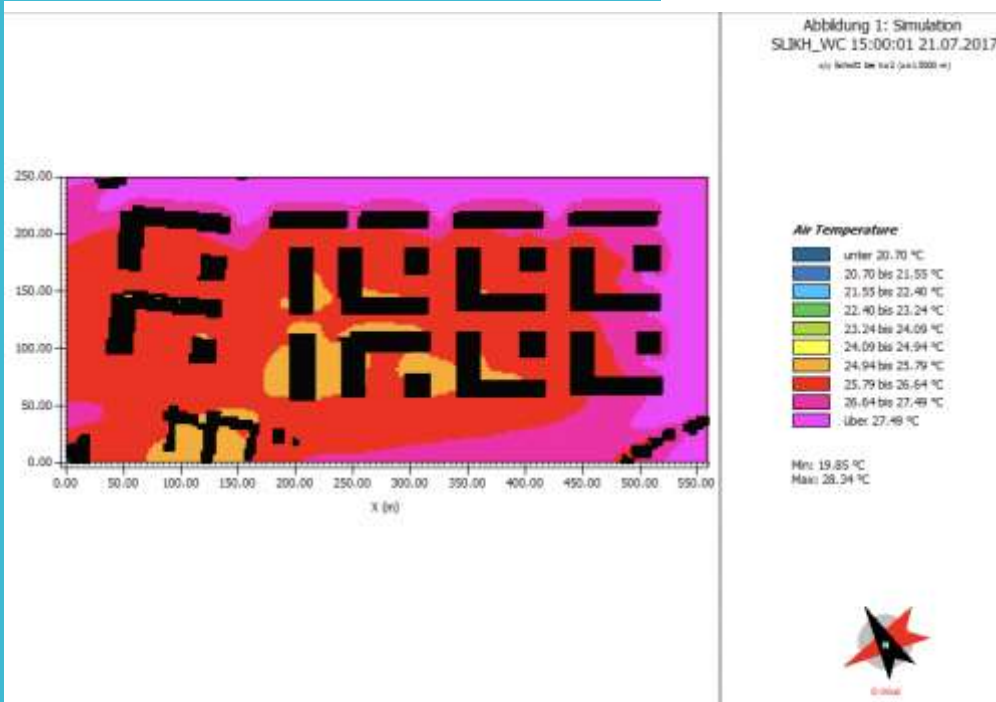 Abbildung 1: Simulation
SLIKH_WC 15:00:01 21.07.2017
250.00
200.00
150.00
100.00
50.00
0.00
0.00 50.00 100.00 150.00 200.00 250.00 300.00 350.00 400.00 450.00 500.00 550.00
X (m)
Air Temperature
unter 20.70 °C
20.70 bis 21.55 °C
21.55 bis 22.40 °C
22.40 bis 23.24 °C
23.24 bis 24.09 °C
24.09 bis 24.94 °C
24.94 bis 25.79 °C
25.79 bis 26.64 °C
26.64 bis 27.49 °C
über 27.49 °C
Min: 19.85 °C
Max: 28.34 °C
N